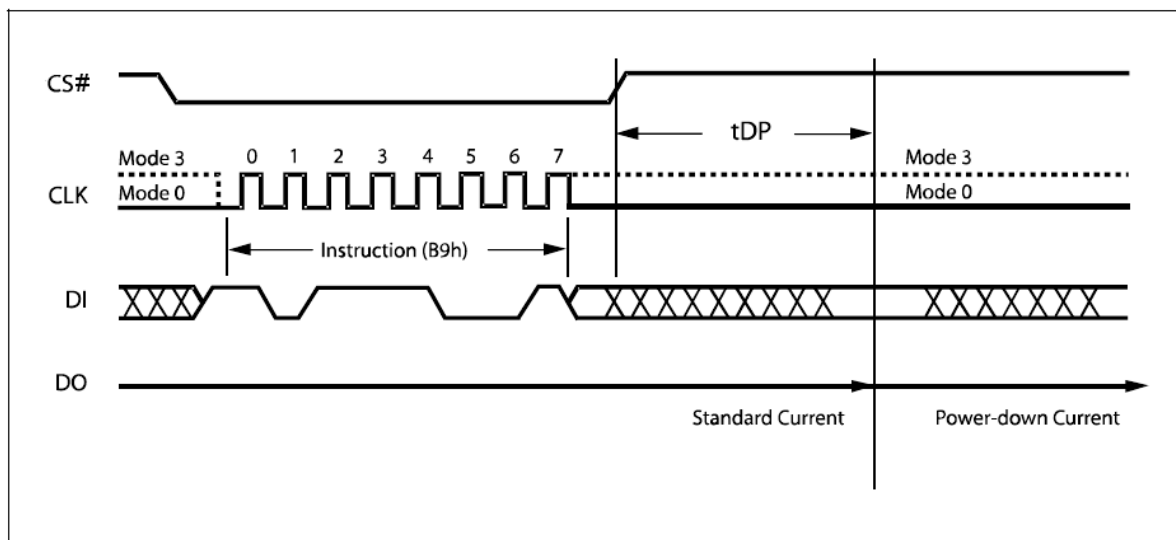 CS#
tDP
Mode 3
0 1 2 3 4 5 6 7
Mode 3
CLK
Mode 0
Mode 0
Instruction (B9h)
DI
DO
Standard Current
Power-down Current